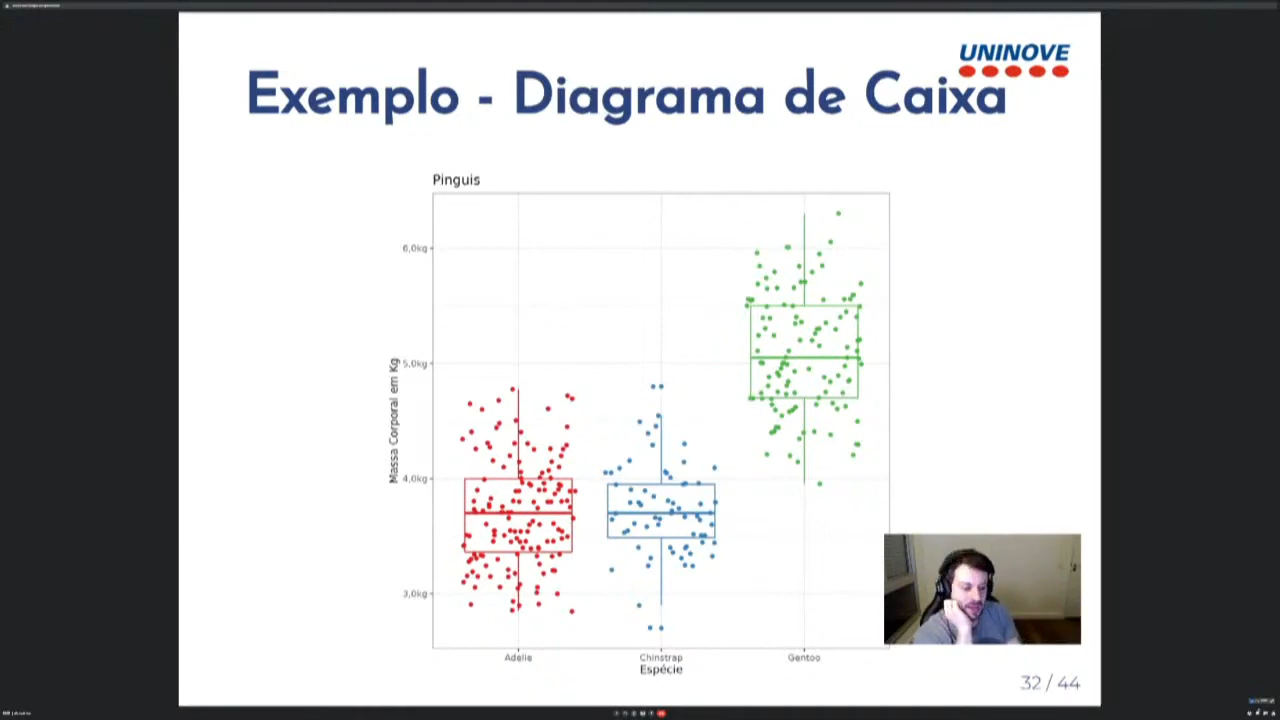 UNINOVE
Exemplo - Diagrama de Caixa
Pinguis
6,0kg
5,0kg
4,0kg
3,0kg
Massa Corporal em Kg
Adelie
Chinstrap
Gentoo
Espécie
32 / 44